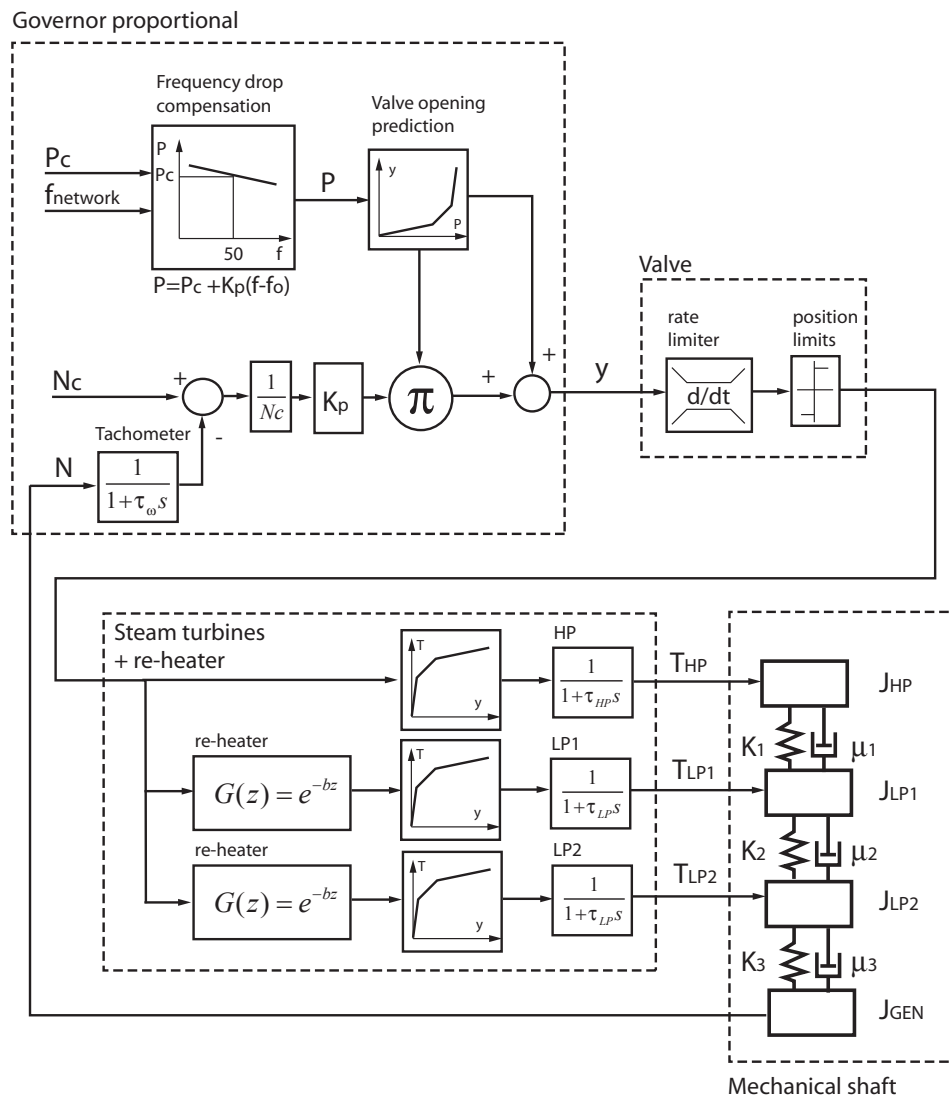 Governor proportional
Frequency drop
compensation
Valve opening
prediction
Pc
fnetwork
P
Pc
50
f
P
y
P
P=Pc +Kp(f-fo)
Nc
+
-
1
Nc
Kp
π
+
+
y
Tachometer
N
1
1+τωs
Valve
rate
limiter
position
limits
d/dt
Steam turbines
+ re-heater
T
y
HP
1
1+τHPs
THP
JHP
K1
μ1
re-heater
G(z) = e^-bz
T
y
LP1
1
1+τLPs
TLP1
JLP1
K2
μ2
re-heater
G(z) = e^-bz
T
y
LP2
1
1+τLPs
TLP2
JLP2
K3
μ3
JGEN
Mechanical shaft